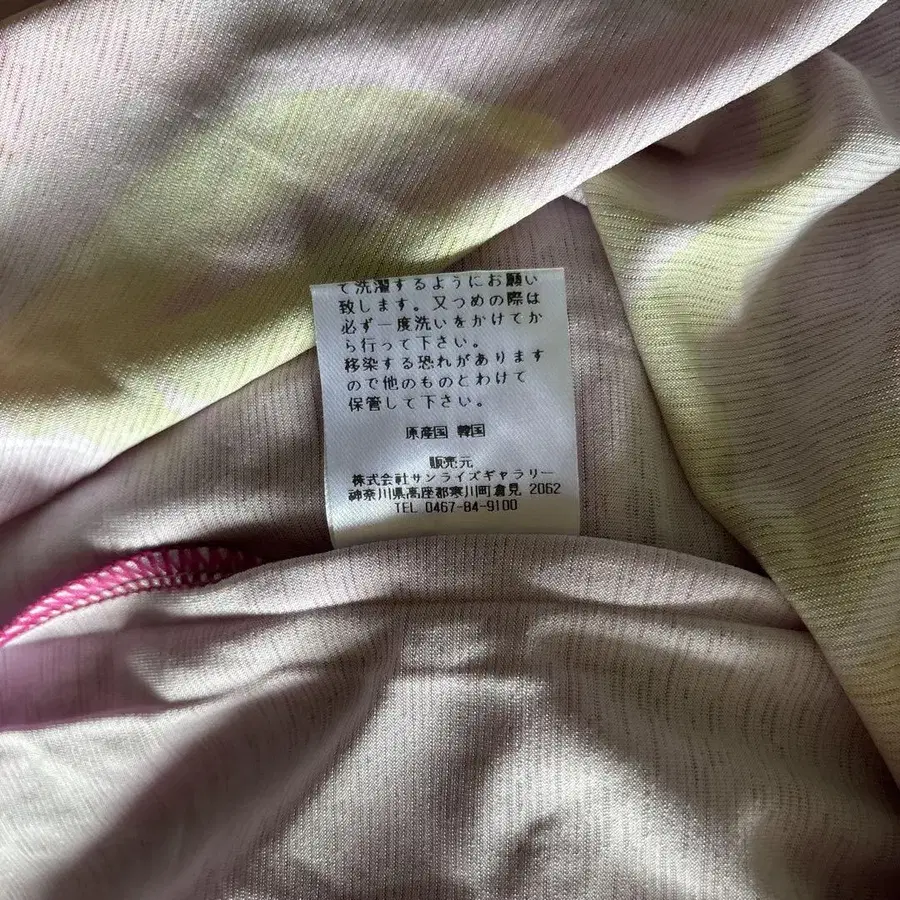 て洗濯するようにお願い
致します。又つめの際は
必ず一度洗いをかけてか
ら行って下さい。
移染する恐れがあります
ので他のものとわけて
保管して下さい。
原産国 韓国
販売元
株式会社サンライズギャラリー
神奈川県高座郡寒川町倉見 2062
TEL 0467-84-9100